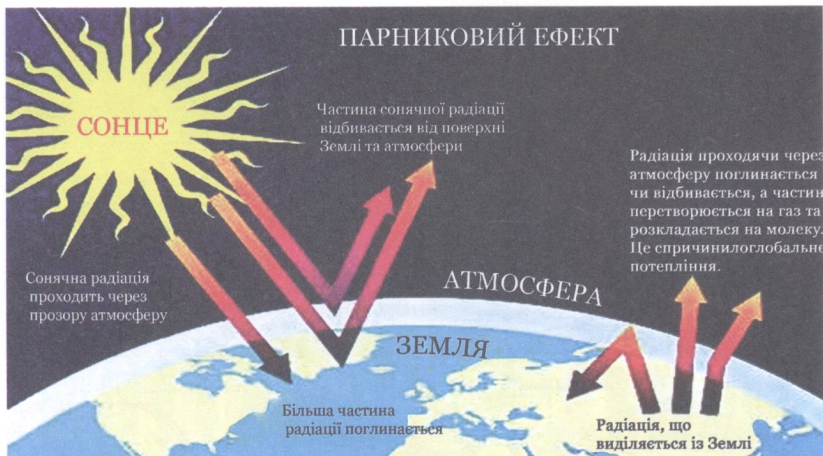 ПАРНИКОВИЙ ЕФЕКТ
СОНЦЕ
Частина сонячної радіації
відбивається від поверхні
Землі та атмосфери
Радіація проходячи через
атмосферу поглинається
чи відбивається, а частин
перетворюється на газ та
розкладається на молеку.
Це спричинилоглобальне
потепління.
Сонячна радіація
проходить через
прозору атмосферу
АТМОСФЕРА
ЗЕМЛЯ
Більша частина
радіації поглинається
Радіація, що
виділяється із Землі